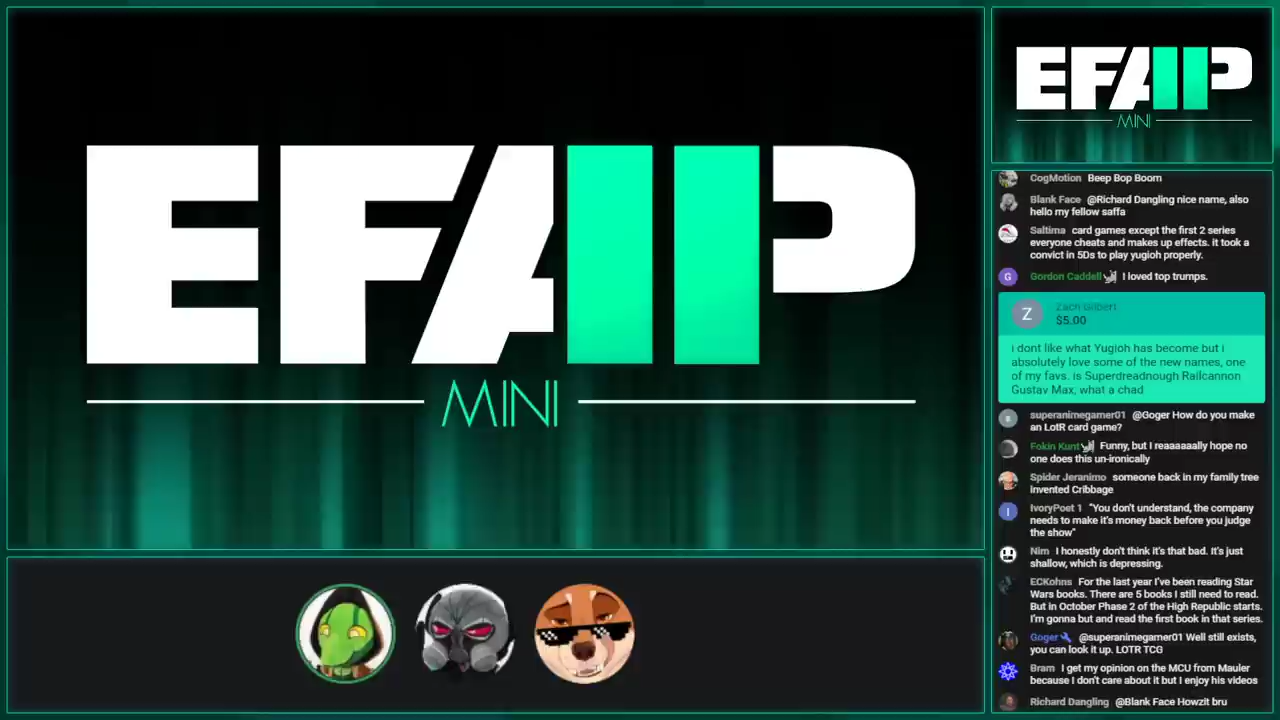 EFAP
MINI
EFAP
MINI
CogMotion Beep Bop Boom
Blank Face @Richard Dangling nice name, also
hello my fellow saffa
Saltima card games except the first 2 series
everyone cheats and makes up effects. it took a
convict in 5Ds to play yugioh properly.
G
Gordon Caddell I loved top trumps.
Z
Zach Gilbert
$5.00
i dont like what Yugioh has become but i
absolutely love some of the new names, one
of my favs. is Superdreadnough Railcannon
Gustav Max, what a chad
s
superanimegamer01 @Goger How do you make
an LotR card game?
Fokin Kunt Funny, but I reaaaaaally hope no
one does this un-ironically
Spider Jeranimo someone back in my family tree
invented Cribbage
I
IvoryPoet 1 "You don't understand, the company
needs to make it's money back before you judge
the show"
Nim I honestly don't think it's that bad. It's just
shallow, which is depressing.
ECKohns For the last year I've been reading Star
Wars books. There are 5 books I still need to read.
But in October Phase 2 of the High Republic starts.
I'm gonna but and read the first book in that series.
Goger @superanimegamer01 Well still exists,
you can look it up. LOTR TCG
Bram I get my opinion on the MCU from Mauler
because I don't care about it but I enjoy his videos
Richard Dangling @Blank Face Howzit bru